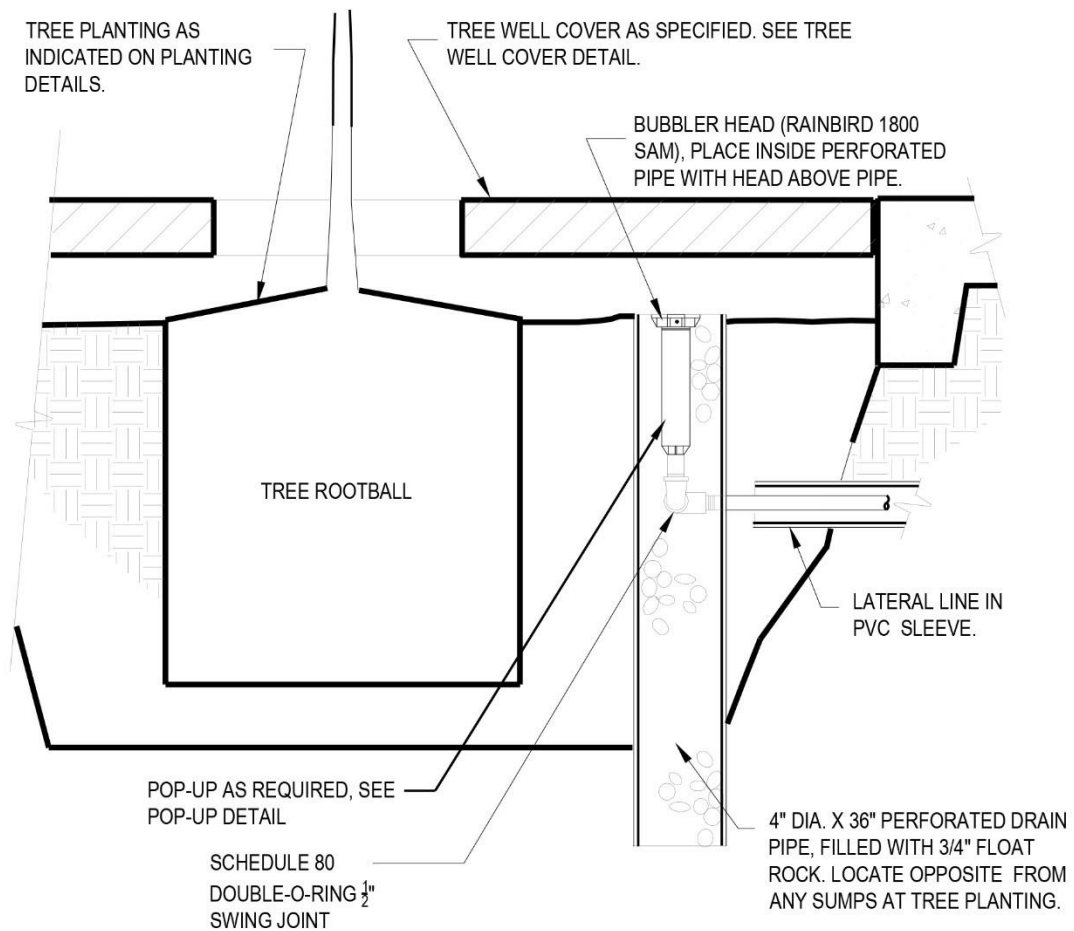 TREE PLANTING AS
INDICATED ON PLANTING
DETAILS.
TREE WELL COVER AS SPECIFIED. SEE TREE
WELL COVER DETAIL.
BUBBLER HEAD (RAINBIRD 1800
SAM), PLACE INSIDE PERFORATED
PIPE WITH HEAD ABOVE PIPE.
TREE ROOTBALL
LATERAL LINE IN
PVC SLEEVE.
POP-UP AS REQUIRED, SEE
POP-UP DETAIL
SCHEDULE 80
DOUBLE-O-RING 1/2"
SWING JOINT
4" DIA. X 36" PERFORATED DRAIN
PIPE, FILLED WITH 3/4" FLOAT
ROCK. LOCATE OPPOSITE FROM
ANY SUMPS AT TREE PLANTING.